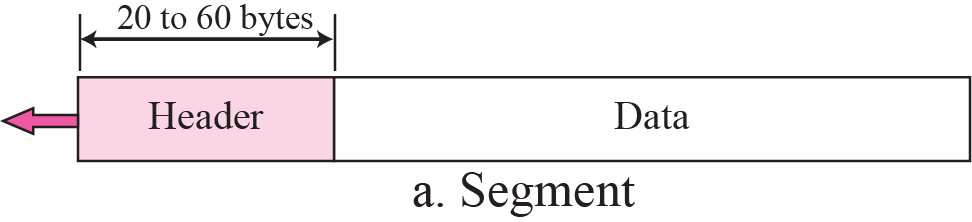 20 to 60 bytes
Header
Data
a. Segment